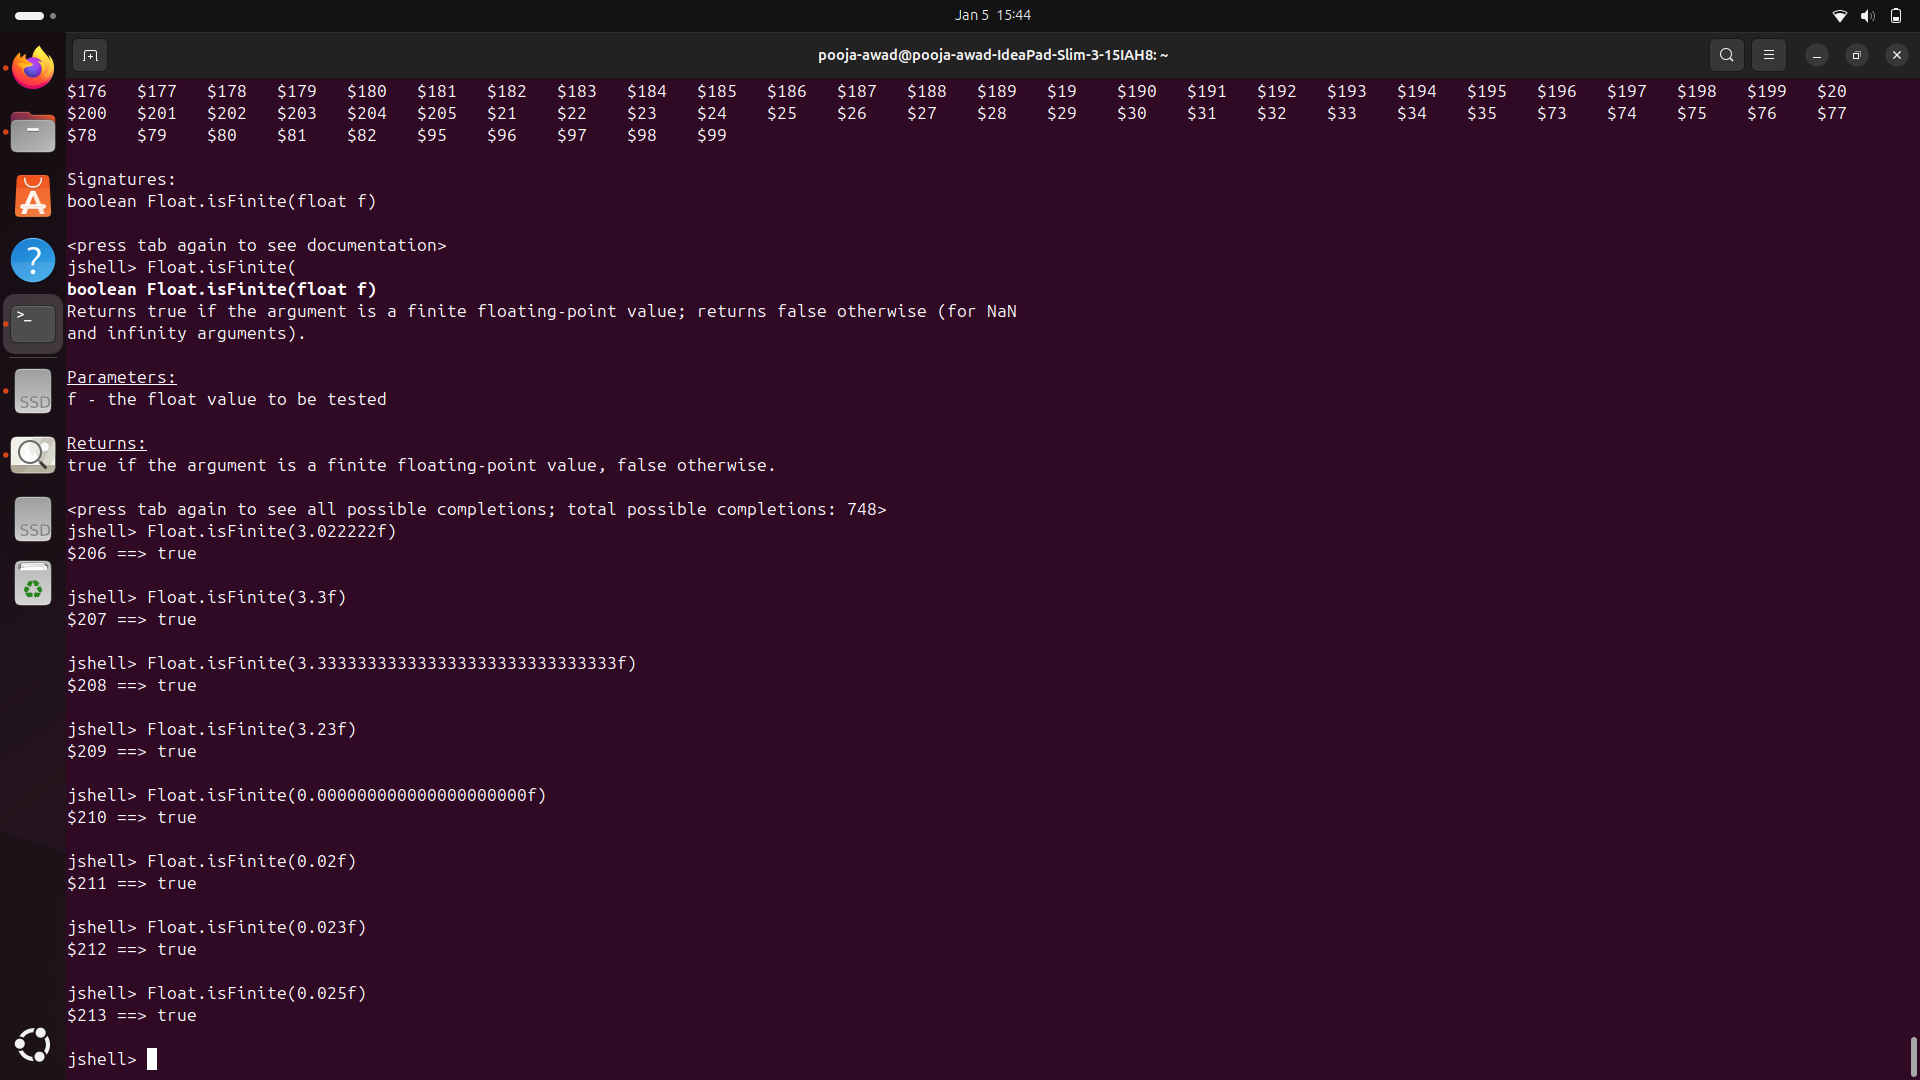 Jan 5 15:44
pooja-awad@pooja-awad-IdeaPad-Slim-3-15IAH8: ~
$176 $177 $178 $179 $180 $181 $182 $183 $184 $185 $186 $187 $188 $189 $19 $190 $191 $192 $193 $194 $195 $196 $197 $198 $199 $20
$200 $201 $202 $203 $204 $205 $21 $22 $23 $24 $25 $26 $27 $28 $29 $30 $31 $32 $33 $34 $35 $73 $74 $75 $76 $77
$78 $79 $80 $81 $82 $95 $96 $97 $98 $99
Signatures:
boolean Float.isFinite(float f)
<press tab again to see documentation>
jshell> Float.isFinite(
boolean Float.isFinite(float f)
Returns true if the argument is a finite floating-point value; returns false otherwise (for NaN
and infinity arguments).
Parameters:
f - the float value to be tested
Returns:
true if the argument is a finite floating-point value, false otherwise.
<press tab again to see all possible completions; total possible completions: 748>
jshell> Float.isFinite(3.022222f)
$206 ==> true
jshell> Float.isFinite(3.3f)
$207 ==> true
jshell> Float.isFinite(3.333333333333333333333333333333f)
$208 ==> true
jshell> Float.isFinite(3.23f)
$209 ==> true
jshell> Float.isFinite(0.000000000000000000000f)
$210 ==> true
jshell> Float.isFinite(0.02f)
$211 ==> true
jshell> Float.isFinite(0.023f)
$212 ==> true
jshell> Float.isFinite(0.025f)
$213 ==> true
jshell>
SSD
SSD